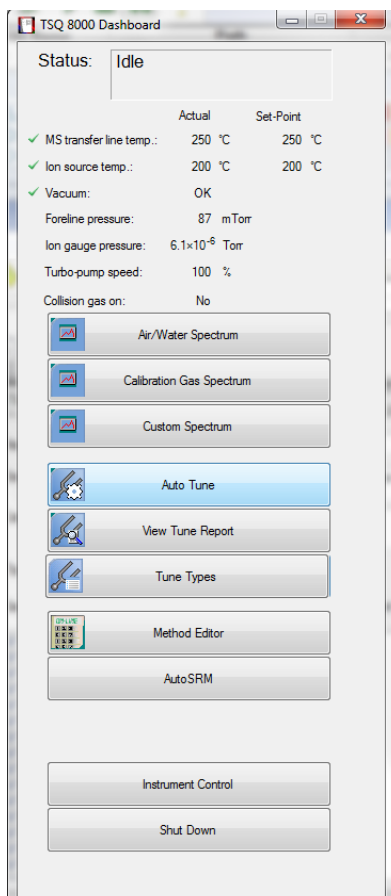 TSQ 8000 Dashboard
Status: Idle
Actual Set-Point
MS transfer line temp.: 250 °C 250 °C
Ion source temp.: 200 °C 200 °C
Vacuum: OK
Foreline pressure: 87 mTorr
Ion gauge pressure: 6.1×10⁻⁶ Torr
Turbo-pump speed: 100 %
Collision gas on: No
Air/Water Spectrum
Calibration Gas Spectrum
Custom Spectrum
Auto Tune
View Tune Report
Tune Types
Method Editor
AutoSRM
Instrument Control
Shut Down